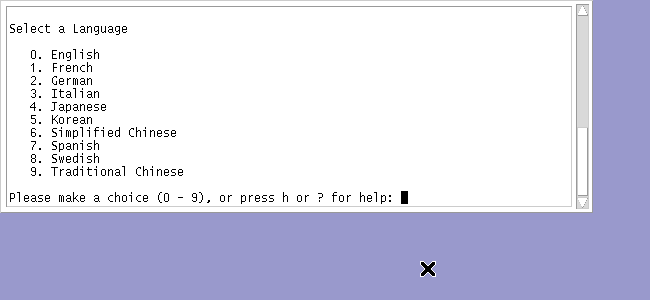 Select a Language
0. English
1. French
2. German
3. Italian
4. Japanese
5. Korean
6. Simplified Chinese
7. Spanish
8. Swedish
9. Traditional Chinese
Please make a choice (0 - 9), or press h or ? for help: